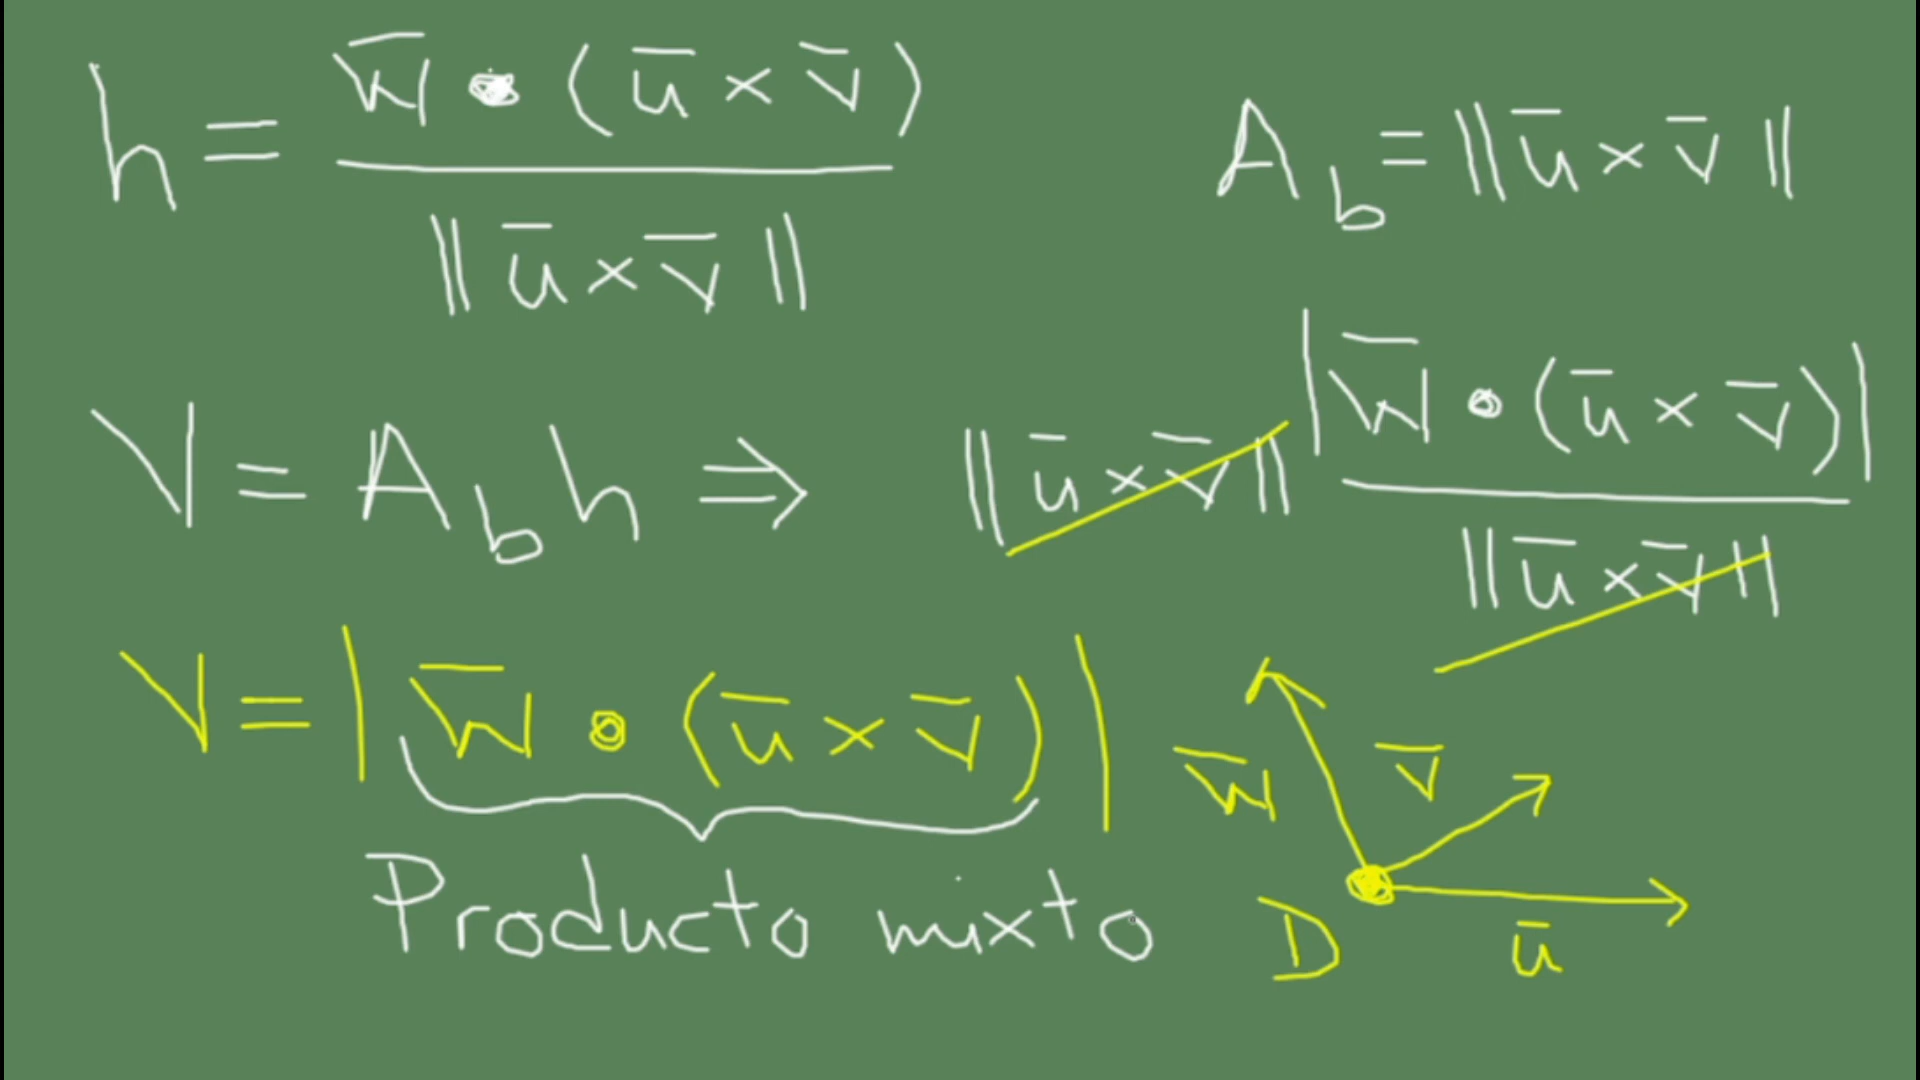 h = w̅ • (u̅ × v̅) / ‖u̅ × v̅‖
A_b = ‖u̅ × v̅‖
V = A_b h ⇒ ‖u̅ × v̅‖ |w̅ • (u̅ × v̅)| / ‖u̅ × v̅‖
V = |w̅ • (u̅ × v̅)|
Producto mixto
w̅
v̅
D
u̅